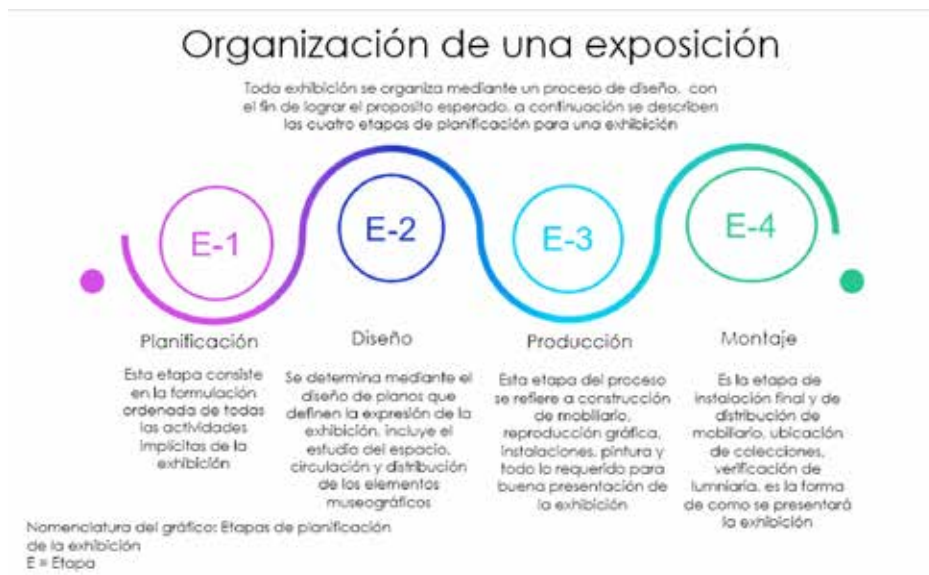 Organización de una exposición
Toda exhibición se organiza mediante un proceso de diseño, con
el fin de lograr el proposito esperado, a continuación se describen
las cuatro etapas de planificación para una exhibición
E-1
E-2
E-3
E-4
Planificación
Esta etapa consiste
en la formulación
ordenada de todas
las actividades
implícitas de la
exhibición
Diseño
Se determina mediante el
diseño de planos que
definen la expresión de la
exhibición, incluye el
estudio del espacio,
circulación y distribución
de los elementos
museográficos
Producción
Esta etapa del proceso
se refiere a construcción
de mobiliario,
reproducción gráfica,
instalaciones, pintura y
todo lo requerido para
buena presentación de
la exhibición
Montaje
Es la etapa de
instalación final y de
distribución de
mobiliario, ubicación
de colecciones,
verificación de
lumniaria, es la forma
de como se presentará
la exhibición
Nomenclatura del gráfico: Etapas de planificación
de la exhibición
E = Etapa